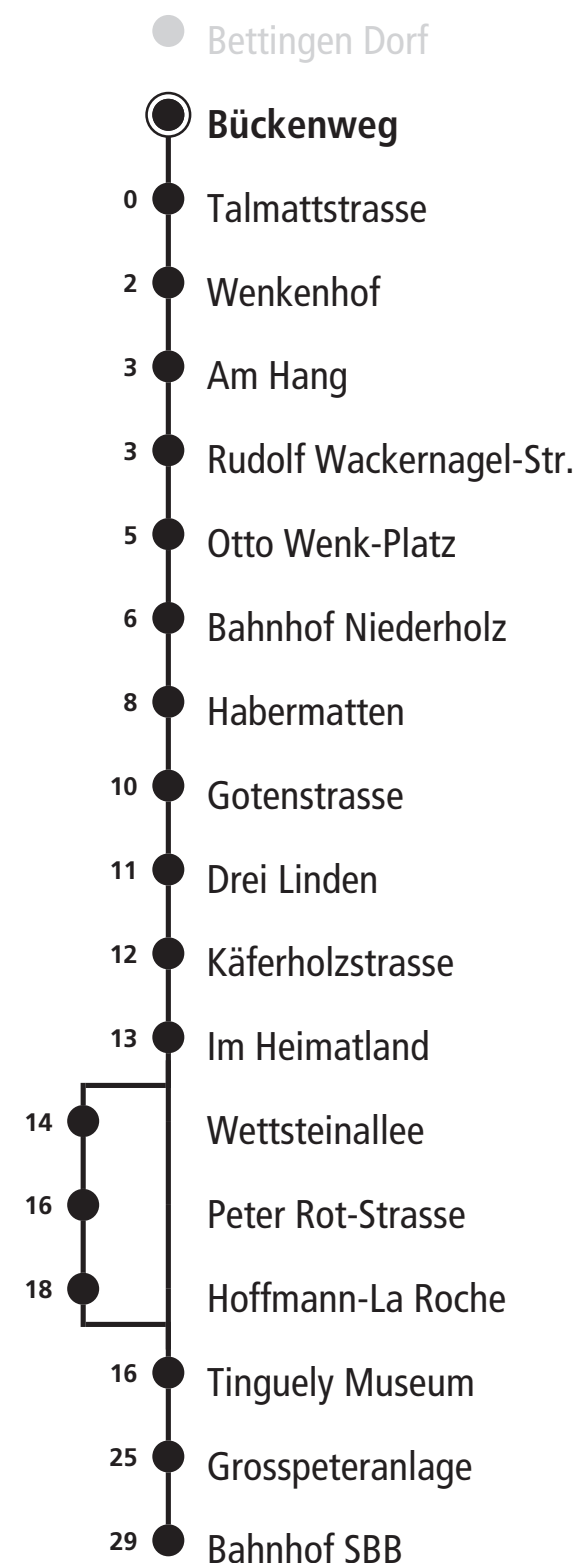 Bettingen Dorf
Bückenweg
0 Talmattstrasse
2 Wenkenhof
3 Am Hang
3 Rudolf Wackernagel-Str.
5 Otto Wenk-Platz
6 Bahnhof Niederholz
8 Habermatten
10 Gotenstrasse
11 Drei Linden
12 Käferholzstrasse
13 Im Heimatland
14 Wettsteinallee
16 Peter Rot-Strasse
18 Hoffmann-La Roche
16 Tinguely Museum
25 Grosspeteranlage
29 Bahnhof SBB